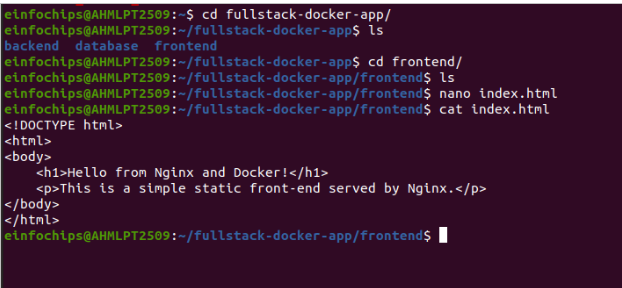 einfochips@AHMLPT2509:~$ cd fullstack-docker-app/
einfochips@AHMLPT2509:~/fullstack-docker-app$ ls
backend  database  frontend
einfochips@AHMLPT2509:~/fullstack-docker-app$ cd frontend/
einfochips@AHMLPT2509:~/fullstack-docker-app/frontend$ ls
einfochips@AHMLPT2509:~/fullstack-docker-app/frontend$ nano index.html
einfochips@AHMLPT2509:~/fullstack-docker-app/frontend$ cat index.html
<!DOCTYPE html>
<html>
<body>
    <h1>Hello from Nginx and Docker!</h1>
    <p>This is a simple static front-end served by Nginx.</p>
</body>
</html>
einfochips@AHMLPT2509:~/fullstack-docker-app/frontend$